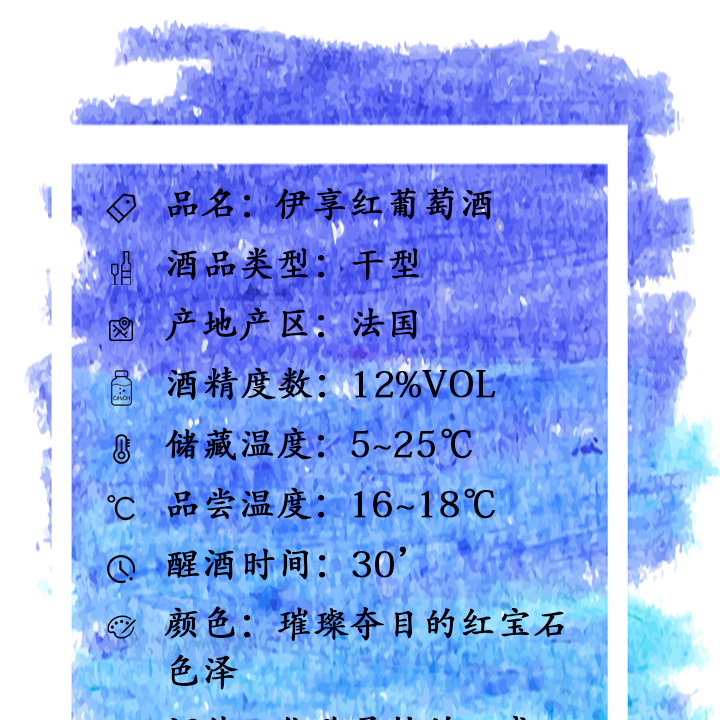 品名：伊享红葡萄酒
酒品类型：干型
产地产区：法国
酒精度数：12%VOL
储藏温度：5~25℃
品尝温度：16~18℃
醒酒时间：30’
颜色：璀璨夺目的红宝石
色泽